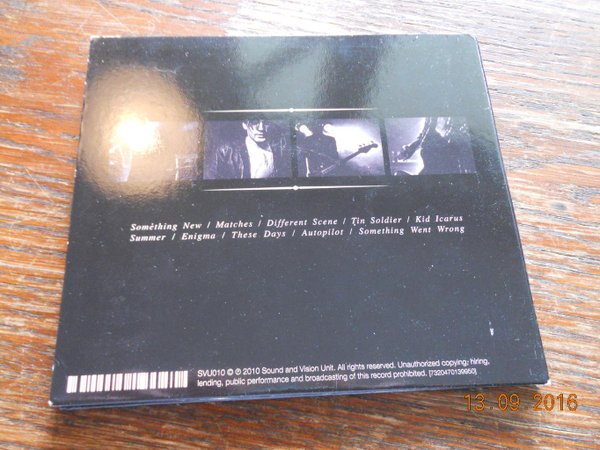 Something New / Matches / Different Scene / Tin Soldier / Kid Icarus
Summer / Enigma / These Days / Autopilot / Something Went Wrong
SVU010 © ℗ 2010 Sound and Vision Unit. All rights reserved. Unauthorized copying, hiring,
lending, public performance and broadcasting of this record prohibited. [7320470139950]
13.09.2016